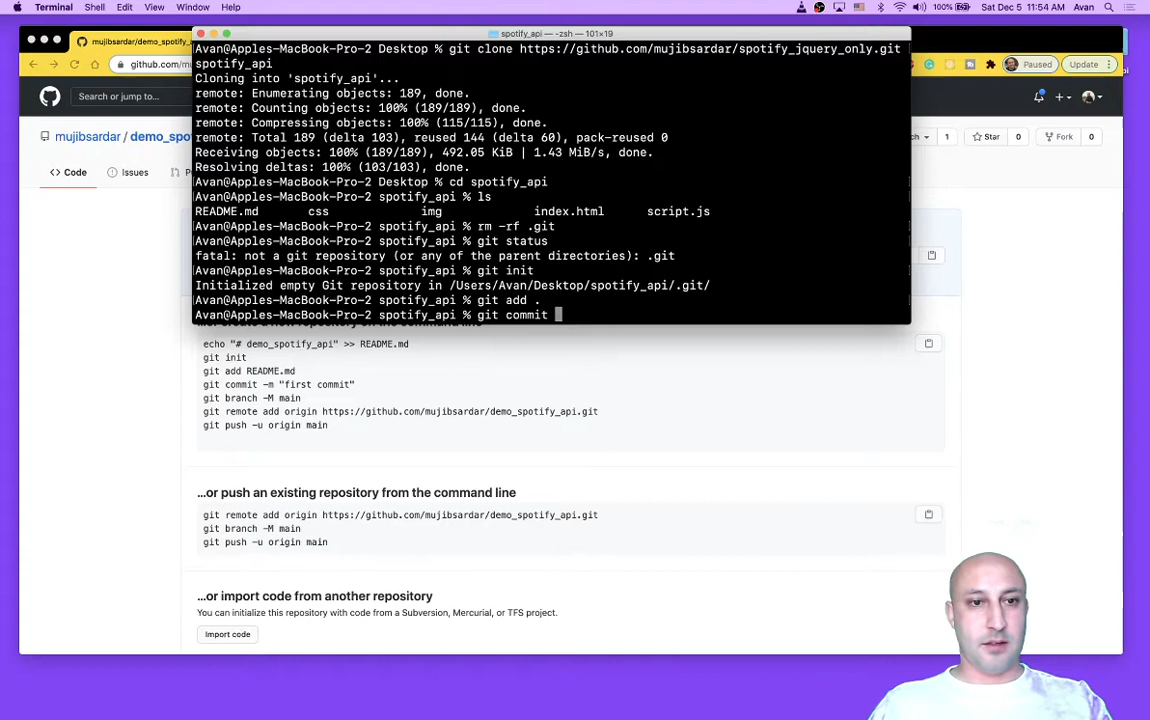 Terminal Shell Edit View Window Help 100% Sat Dec 5 11:54 AM Avan
spotify_api — -zsh — 101×19
mujibsardar/demo_spotify_
github.com/mu
Paused Update
Search or jump to...
mujibsardar / demo_spo
1 Star 0 Fork 0
Code Issues
Avan@Apples-MacBook-Pro-2 Desktop % git clone https://github.com/mujibsardar/spotify_jquery_only.git
spotify_api
Cloning into 'spotify_api'...
remote: Enumerating objects: 189, done.
remote: Counting objects: 100% (189/189), done.
remote: Compressing objects: 100% (115/115), done.
remote: Total 189 (delta 103), reused 144 (delta 60), pack-reused 0
Receiving objects: 100% (189/189), 492.05 KiB | 1.43 MiB/s, done.
Resolving deltas: 100% (103/103), done.
Avan@Apples-MacBook-Pro-2 Desktop % cd spotify_api
Avan@Apples-MacBook-Pro-2 spotify_api % ls
README.md css img index.html script.js
Avan@Apples-MacBook-Pro-2 spotify_api % rm -rf .git
Avan@Apples-MacBook-Pro-2 spotify_api % git status
fatal: not a git repository (or any of the parent directories): .git
Avan@Apples-MacBook-Pro-2 spotify_api % git init
Initialized empty Git repository in /Users/Avan/Desktop/spotify_api/.git/
Avan@Apples-MacBook-Pro-2 spotify_api % git add .
Avan@Apples-MacBook-Pro-2 spotify_api % git commit
echo "# demo_spotify_api" >> README.md
git init
git add README.md
git commit -m "first commit"
git branch -M main
git remote add origin https://github.com/mujibsardar/demo_spotify_api.git
git push -u origin main
…or push an existing repository from the command line
git remote add origin https://github.com/mujibsardar/demo_spotify_api.git
git branch -M main
git push -u origin main
…or import code from another repository
You can initialize this repository with code from a Subversion, Mercurial, or TFS project.
Import code